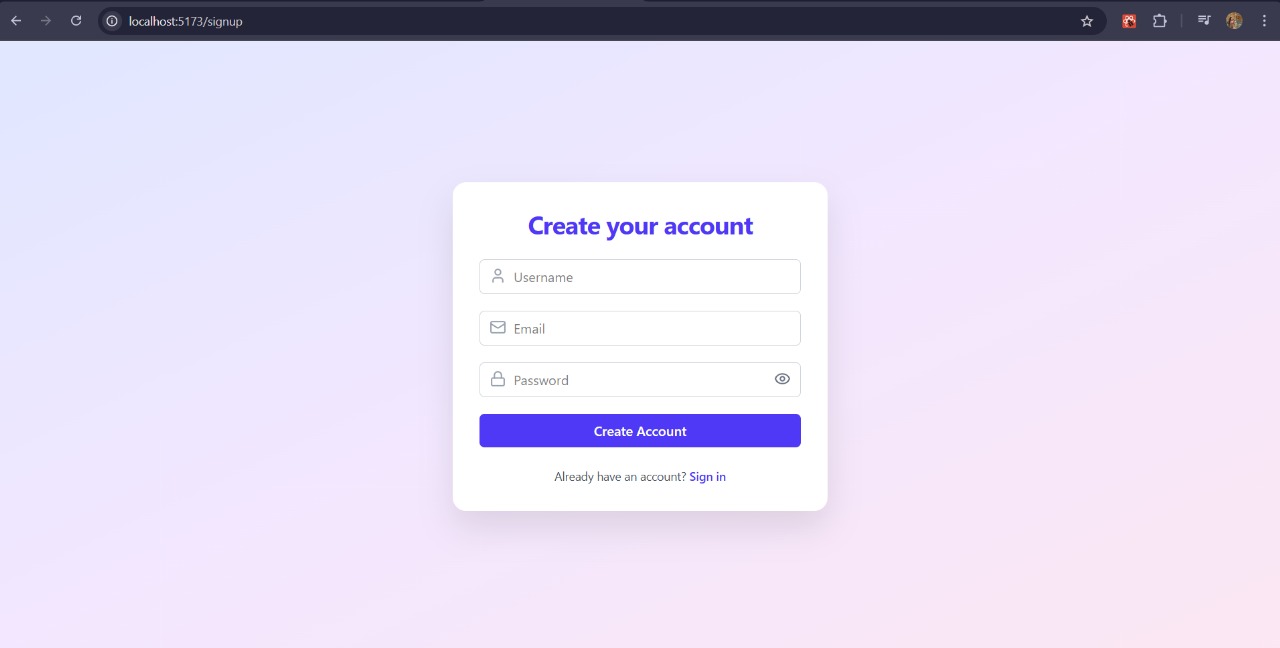 localhost:5173/signup
Create your account
Username
Email
Password
Create Account
Already have an account? Sign in